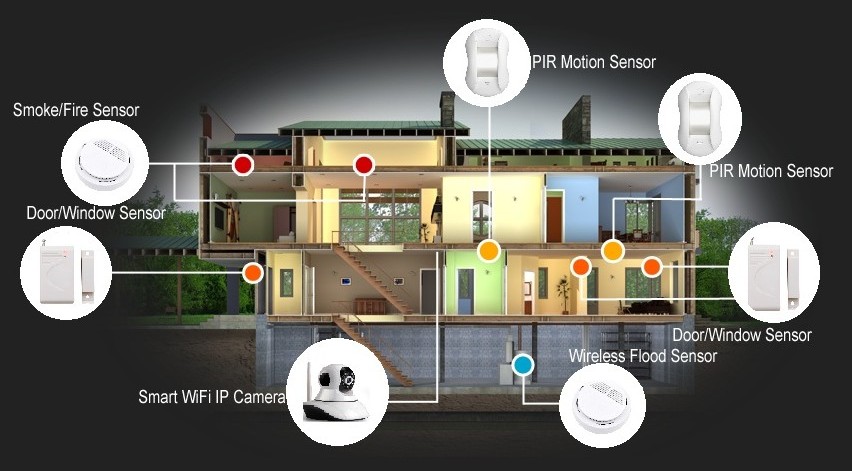 PIR Motion Sensor
Smoke/Fire Sensor
PIR Motion Sensor
Door/Window Sensor
Door/Window Sensor
Wireless Flood Sensor
Smart WiFi IP Camera